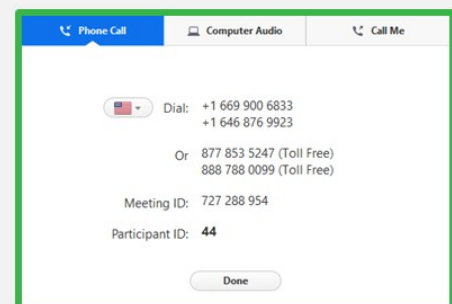 Phone Call
Computer Audio
Call Me
Dial: +1 669 900 6833
+1 646 876 9923
Or 877 853 5247 (Toll Free)
888 788 0099 (Toll Free)
Meeting ID: 727 288 954
Participant ID: 44
Done